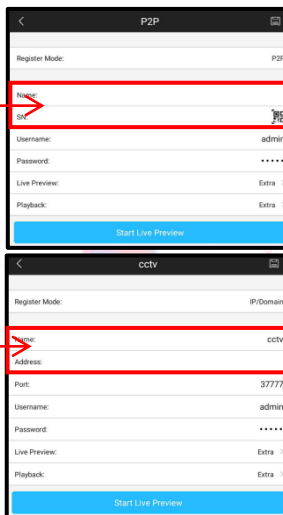 P2P
Register Mode: P2P
Name:
SN:
Username: admin
Password: •••••
Live Preview: Extra >
Playback: Extra >
Start Live Preview
cctv
Register Mode: IP/Domain
Name: cctv
Address:
Port: 37777
Username: admin
Password: •••••
Live Preview: Extra >
Playback: Extra >
Start Live Preview